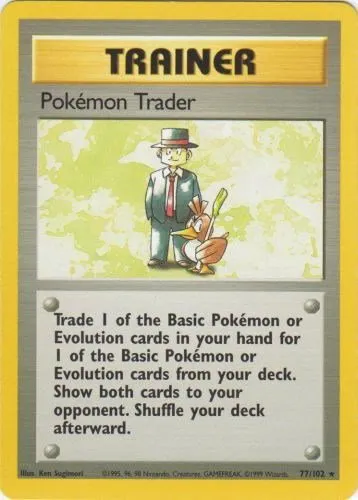 TRAINER
Pokémon Trader
Trade 1 of the Basic Pokémon or
Evolution cards in your hand for
1 of the Basic Pokémon or
Evolution cards from your deck.
Show both cards to your
opponent. Shuffle your deck
afterward.
Illus. Ken Sugimori ©1995, 96, 98 Nintendo, Creatures, GAMEFREAK. ©1999 Wizards. 77/102 ★